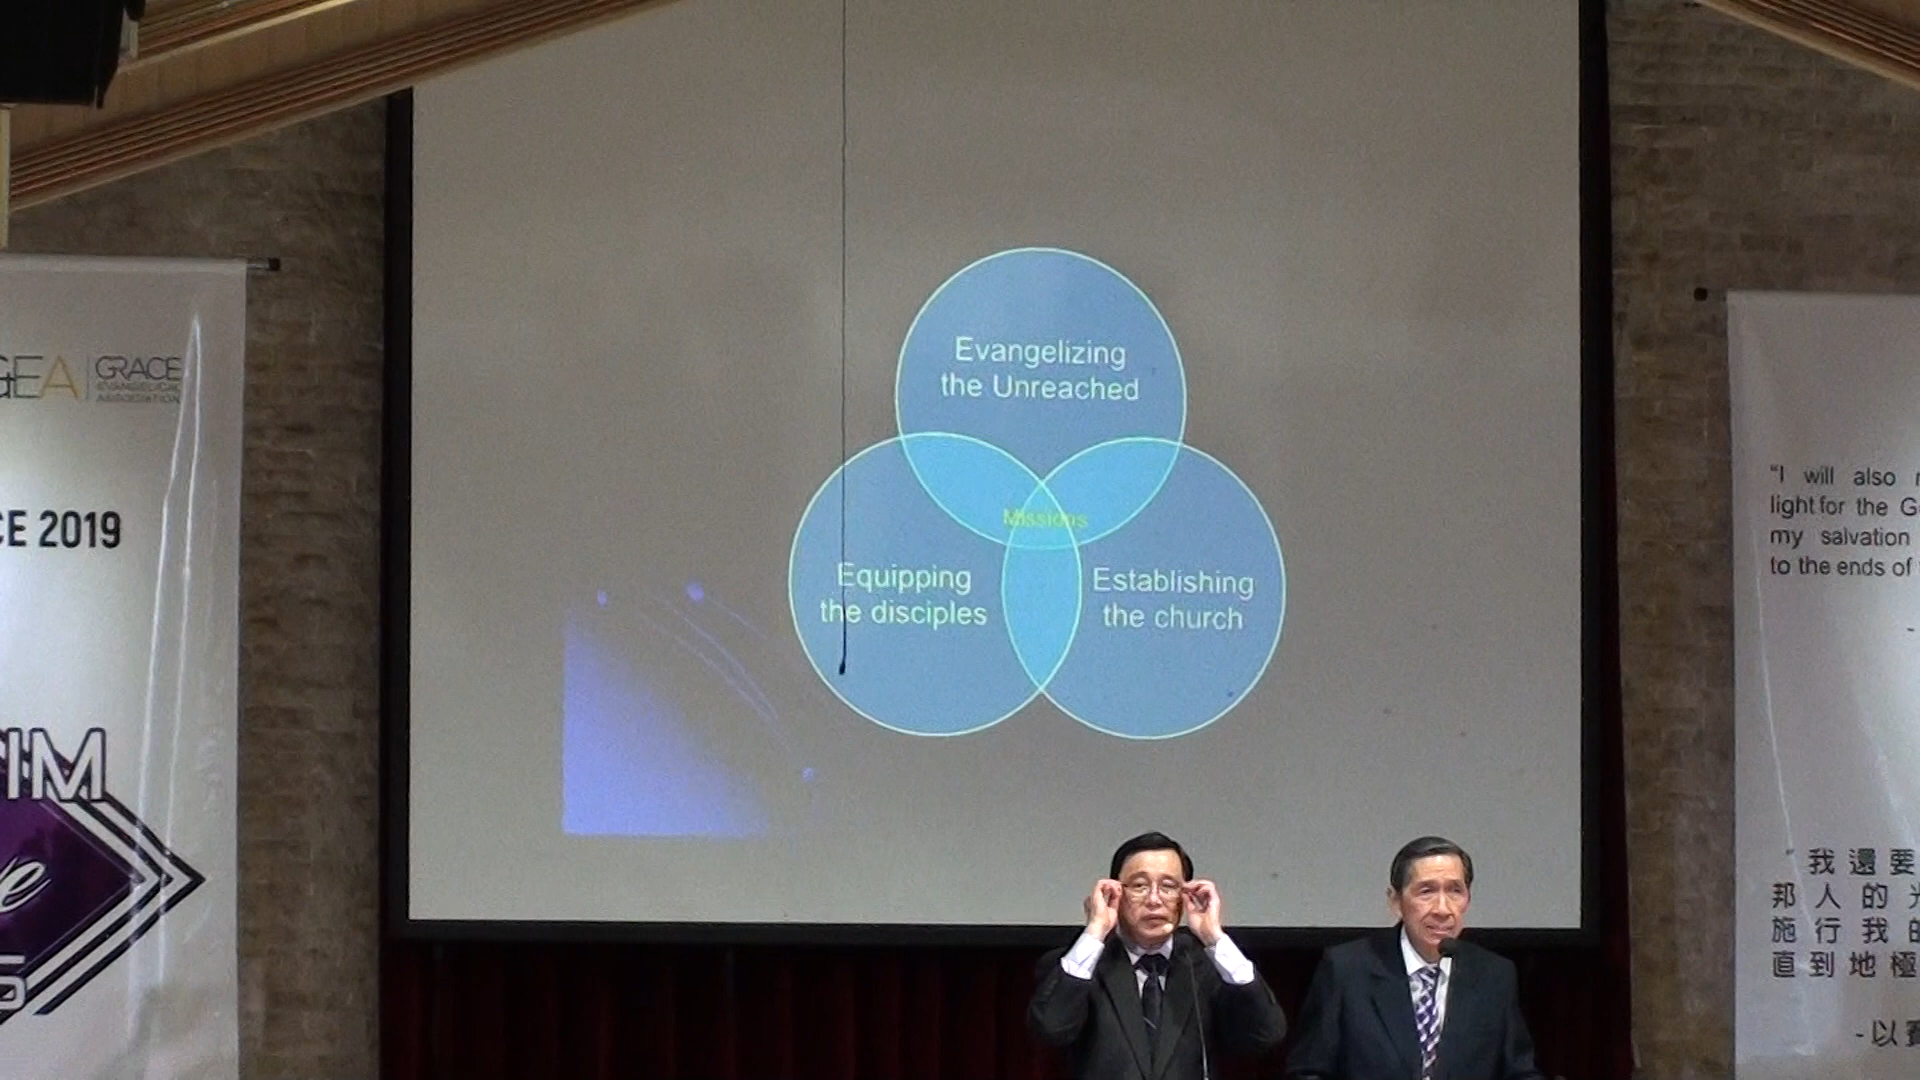 GEA
GRACE
EVANGELICAL
ASSOCIATION
CE 2019
IM
Evangelizing
the Unreached
Missions
Equipping
the disciples
Establishing
the church
“I will also
light for the
my salvation
to the ends of
-
我還要
邦人的
施行我的
直到地極
-以賽